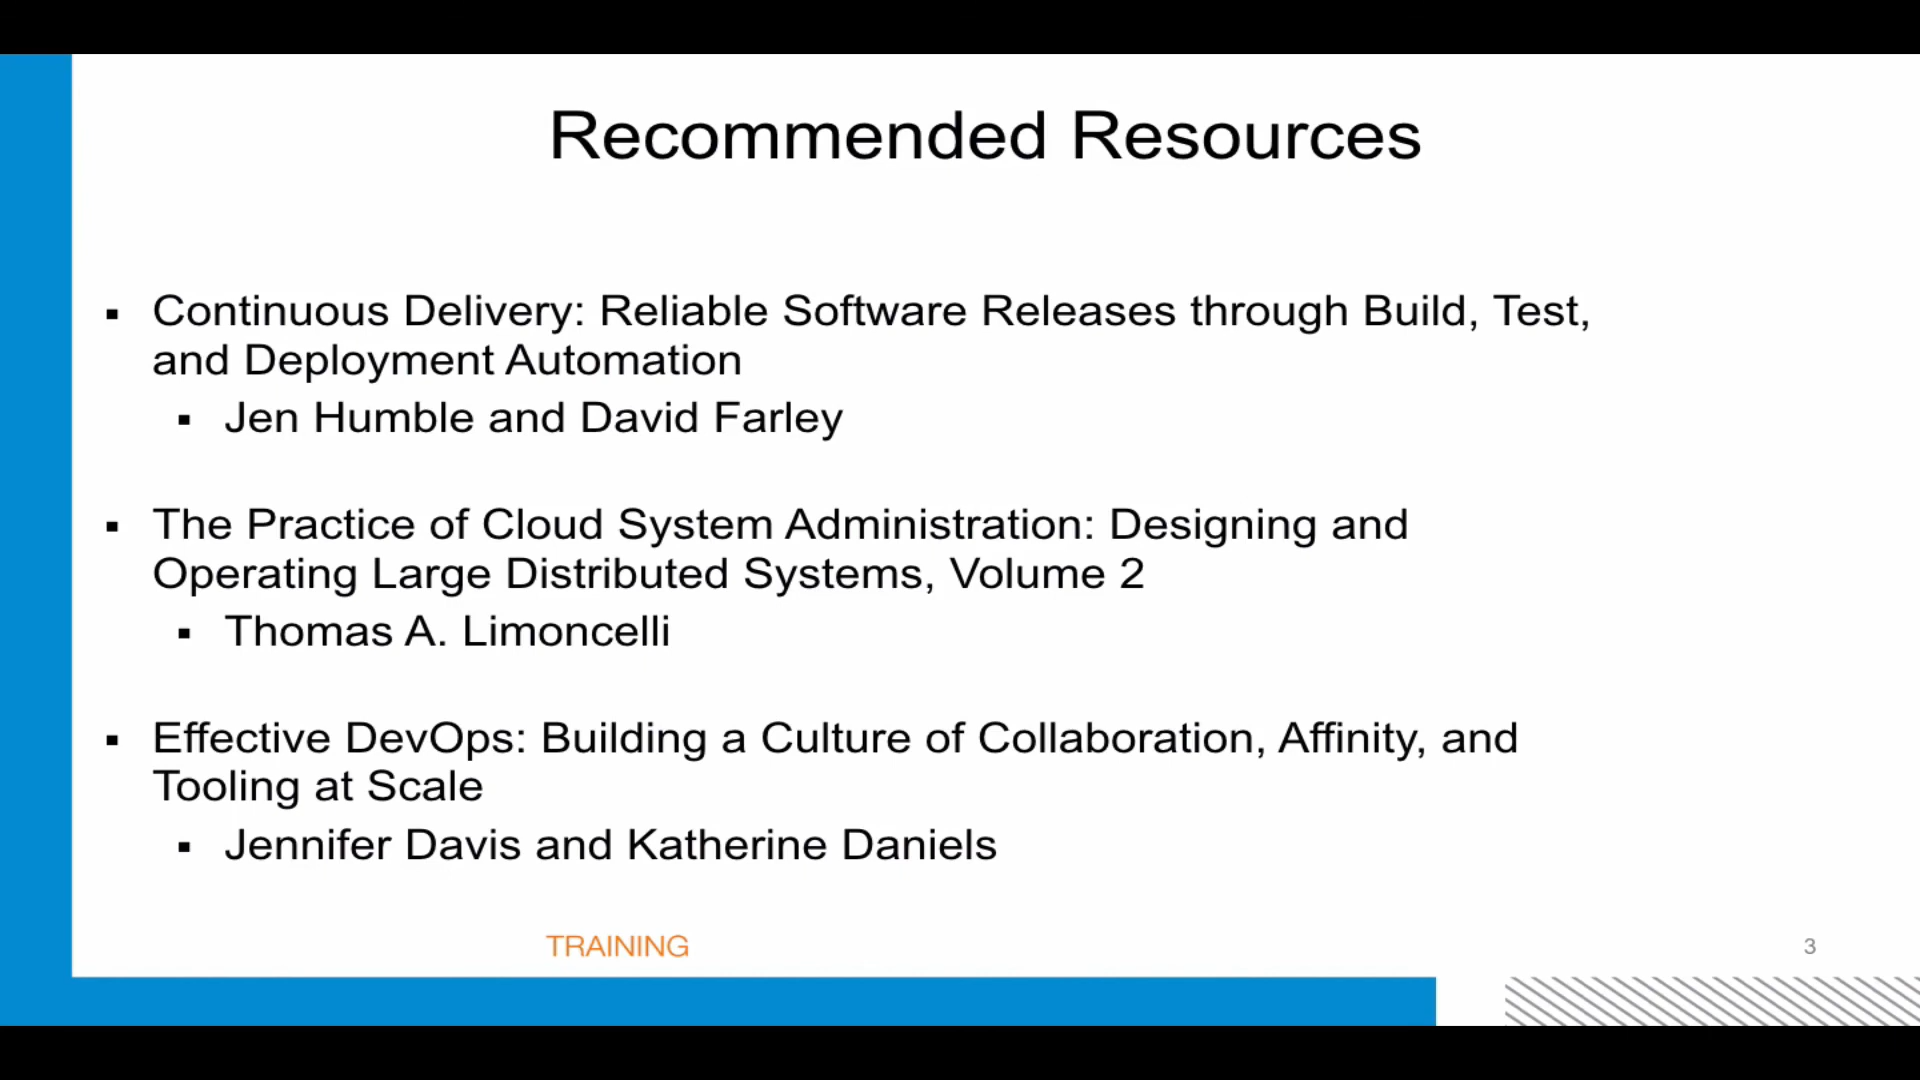 Recommended Resources
▪ Continuous Delivery: Reliable Software Releases through Build, Test,
and Deployment Automation
▪ Jen Humble and David Farley
▪ The Practice of Cloud System Administration: Designing and
Operating Large Distributed Systems, Volume 2
▪ Thomas A. Limoncelli
▪ Effective DevOps: Building a Culture of Collaboration, Affinity, and
Tooling at Scale
▪ Jennifer Davis and Katherine Daniels
TRAINING
3